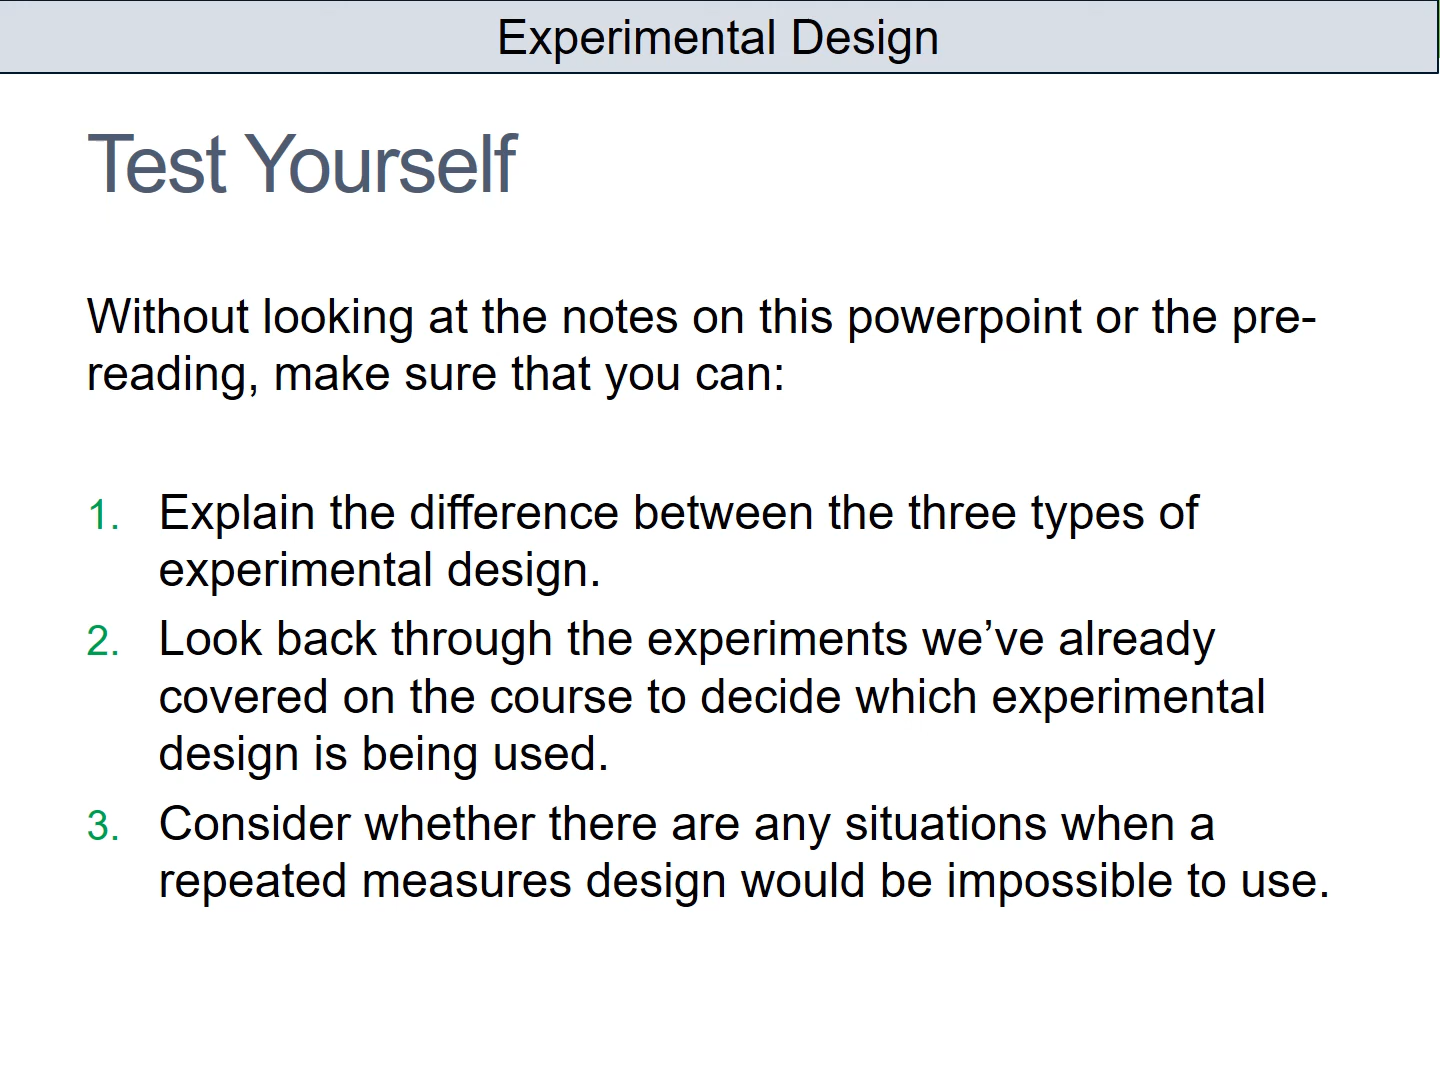 Experimental Design
Test Yourself
Without looking at the notes on this powerpoint or the pre-
reading, make sure that you can:
1. Explain the difference between the three types of
experimental design.
2. Look back through the experiments we’ve already
covered on the course to decide which experimental
design is being used.
3. Consider whether there are any situations when a
repeated measures design would be impossible to use.